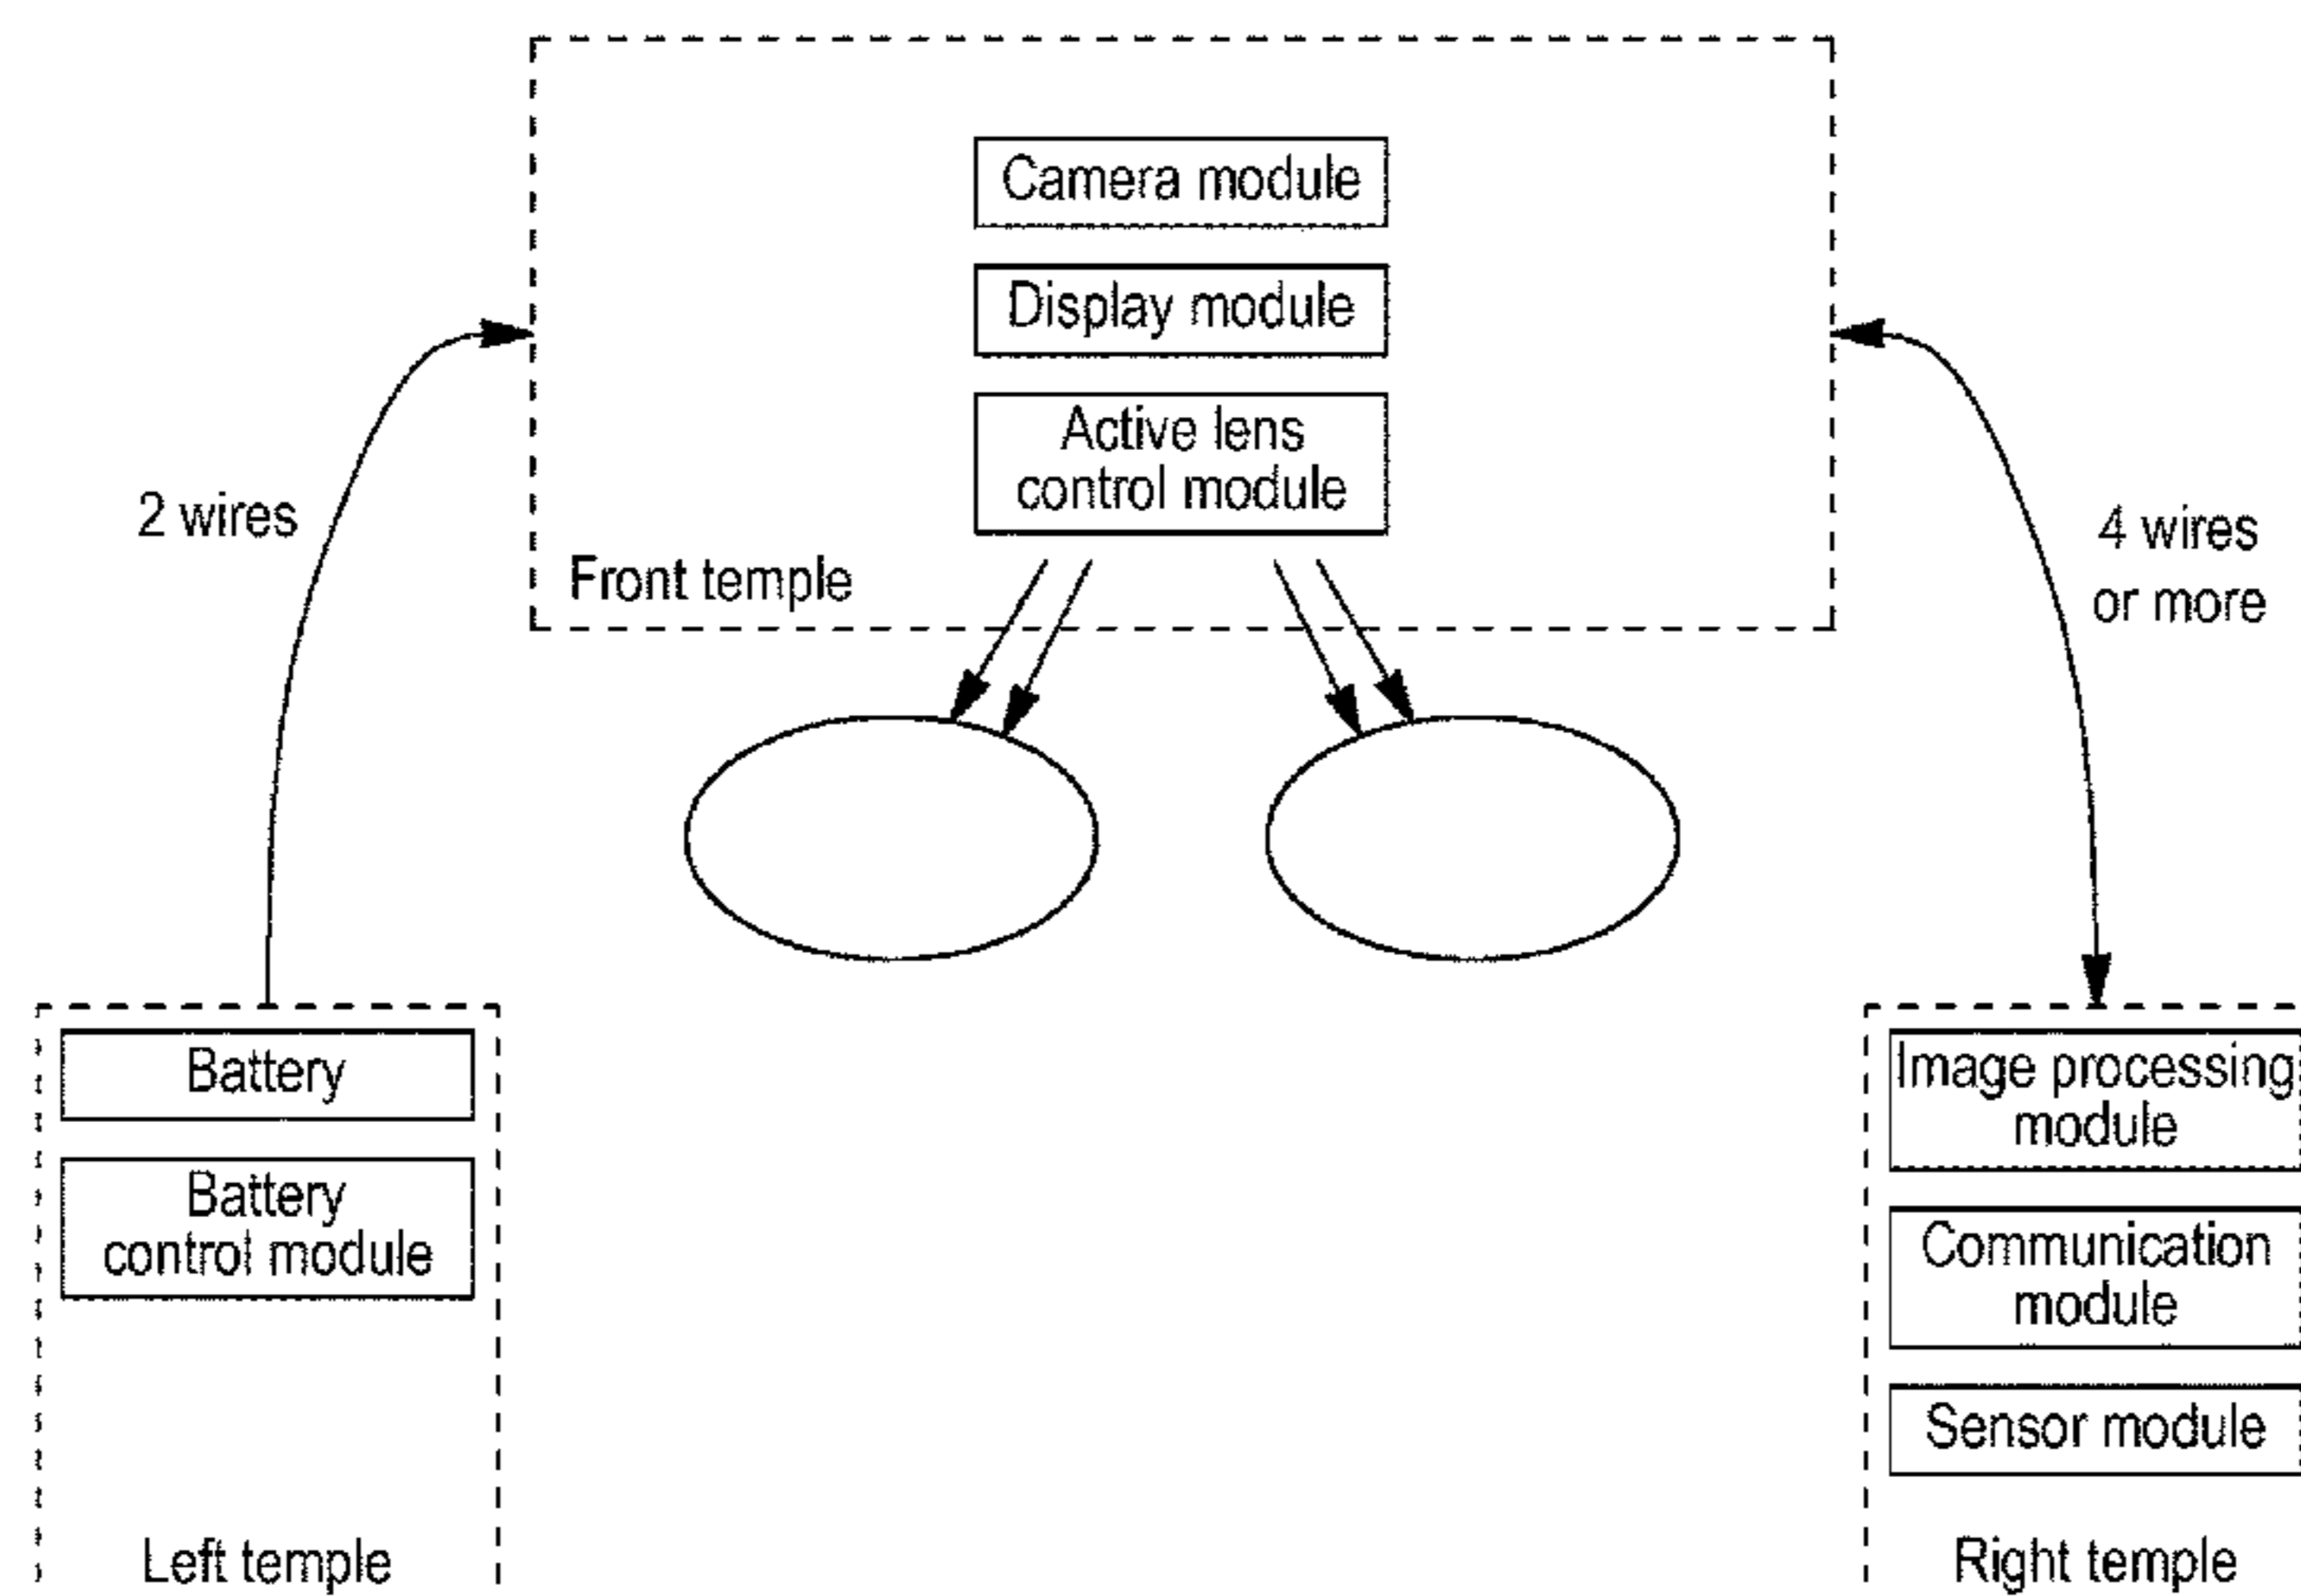 Camera module
Display module
Active lens
control module
Front temple
2 wires
4 wires
or more
Battery
Battery
control module
Left temple
Image processing
module
Communication
module
Sensor module
Right temple